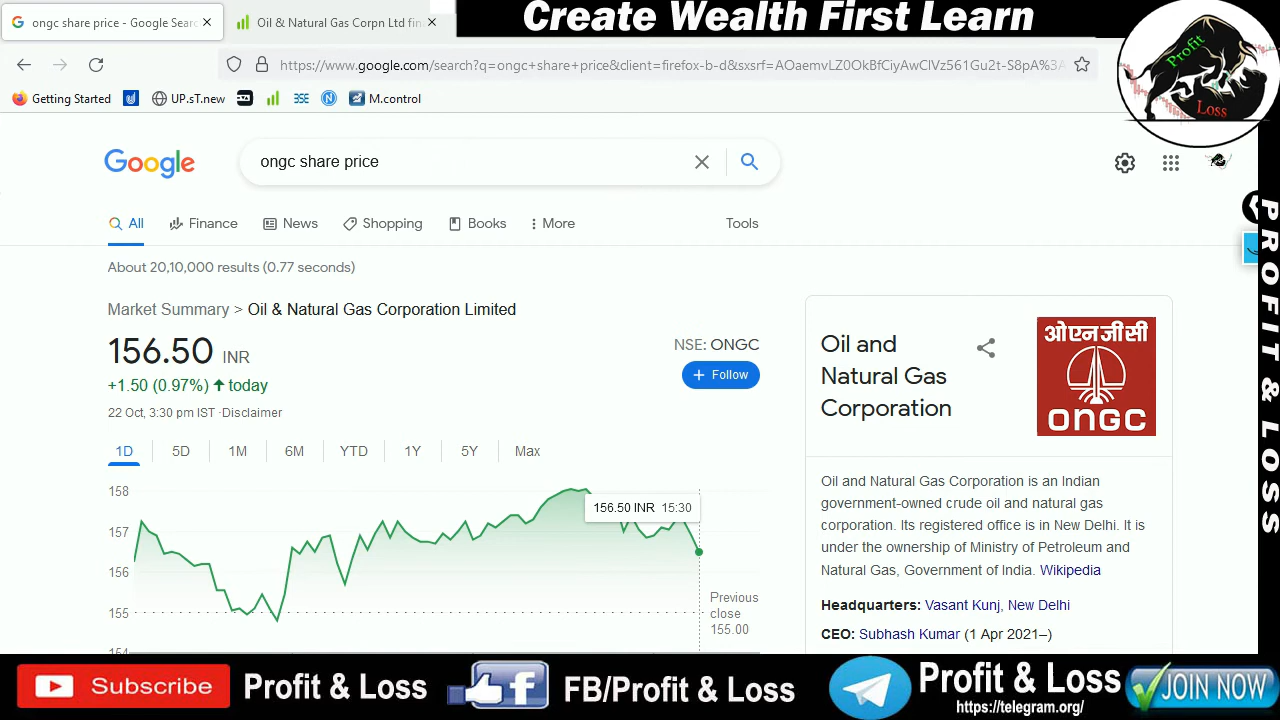 ongc share price - Google Sear
Oil & Natural Gas Corpn Ltd fin
Create Wealth First Learn
https://www.google.com/search?q=ongc+share+price&client=firefox-b-d&sxsrf=AOaemvLZ0OkBfCiyAwClVz561Gu2t-S8pA%3A
Getting Started
UP.sT.new
M.control
Profit
Loss
Google
ongc share price
All
Finance
News
Shopping
Books
More
Tools
About 20,10,000 results (0.77 seconds)
Market Summary > Oil & Natural Gas Corporation Limited
156.50 INR
NSE: ONGC
+1.50 (0.97%) today
+ Follow
22 Oct, 3:30 pm IST · Disclaimer
1D
5D
1M
6M
YTD
1Y
5Y
Max
158
157
156
155
154
156.50 INR 15:30
Previous
close
155.00
Oil and
Natural Gas
Corporation
ओएनजीसी
ONGC
Oil and Natural Gas Corporation is an Indian
government-owned crude oil and natural gas
corporation. Its registered office is in New Delhi. It is
under the ownership of Ministry of Petroleum and
Natural Gas, Government of India. Wikipedia
Headquarters: Vasant Kunj, New Delhi
CEO: Subhash Kumar (1 Apr 2021–)
PROFIT & LOSS
Subscribe
Profit & Loss
f
FB/Profit & Loss
Profit & Loss
https://telegram.org/
JOIN NOW